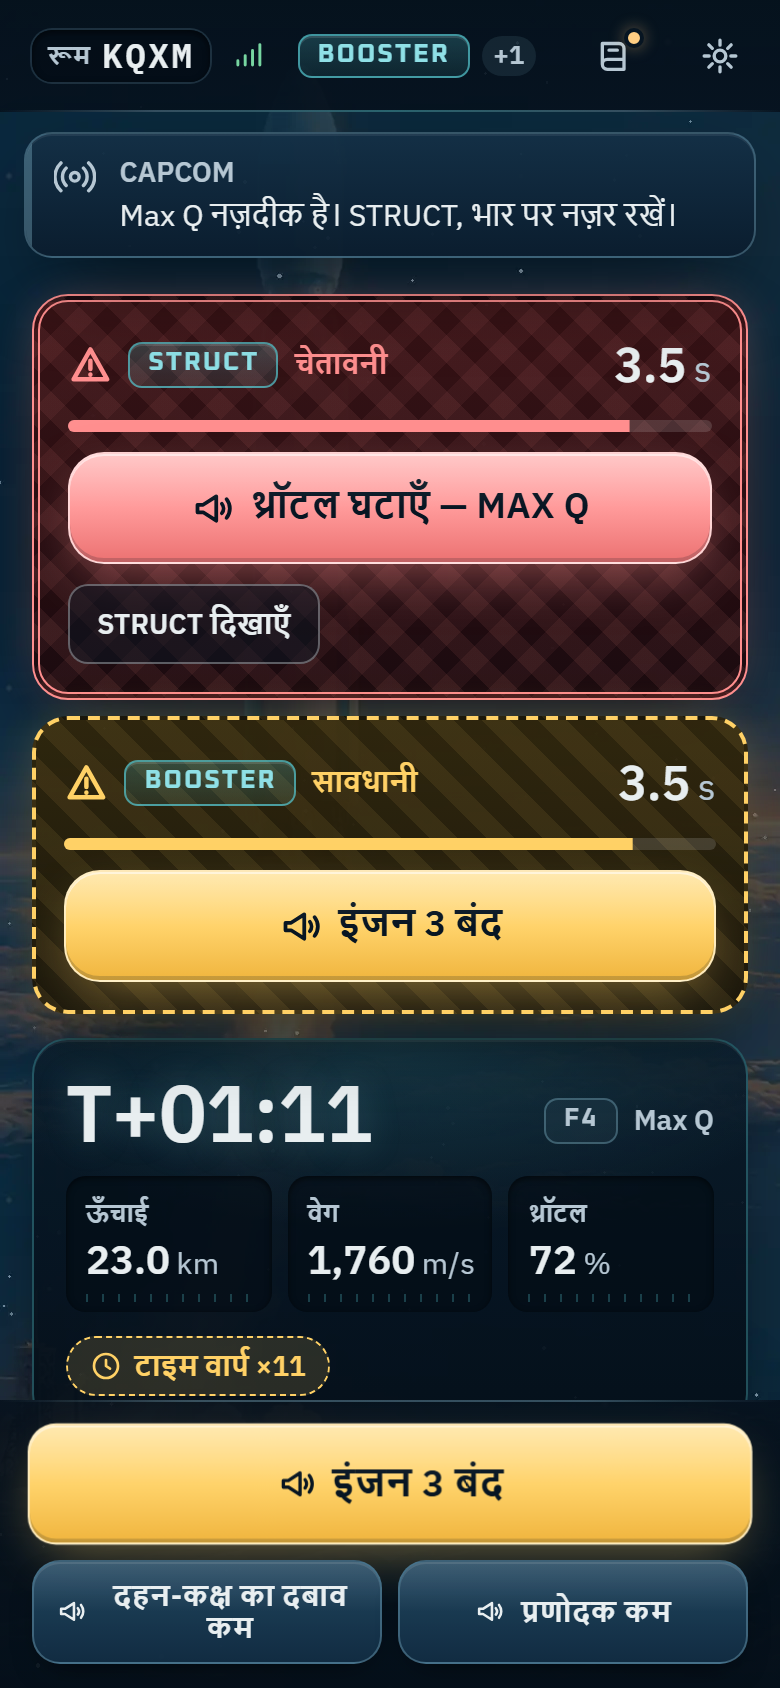 रूम KQXM BOOSTER +1
CAPCOM
Max Q नज़दीक है। STRUCT, भार पर नज़र रखें।
STRUCT चेतावनी 3.5 s
थ्रॉटल घटाएँ — MAX Q
STRUCT दिखाएँ
BOOSTER सावधानी 3.5 s
इंजन 3 बंद
T+01:11 F4 Max Q
ऊँचाई वेग थ्रॉटल
23.0 km 1,760 m/s 72 %
टाइम वार्प ×11
इंजन 3 बंद
दहन-कक्ष का दबाव
कम
प्रणोदक कम